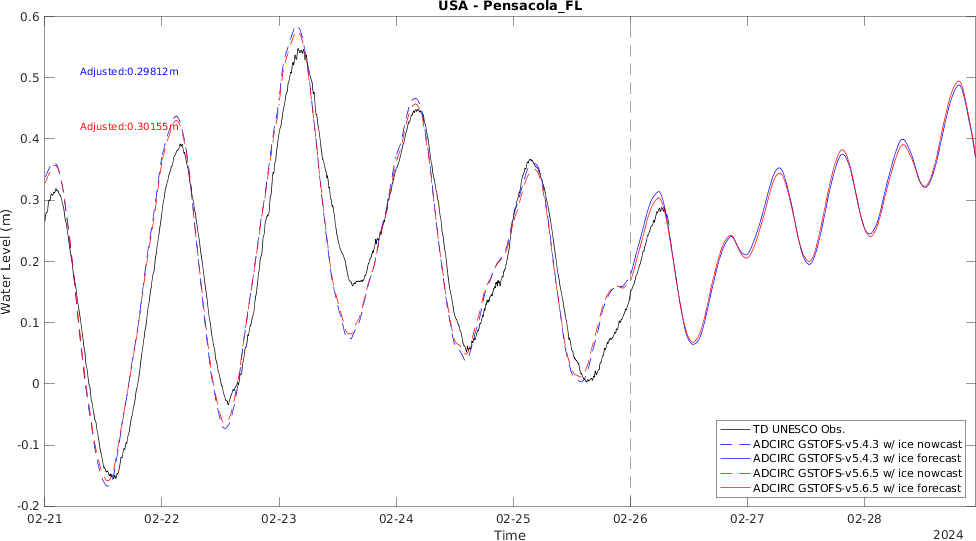 USA - Pensacola_FL
0.6
0.5
0.4
0.3
0.2
0.1
0
-0.1
-0.2
Water Level (m)
Adjusted:0.29812m
Adjusted:0.30155m
TD UNESCO Obs.
ADCIRC GSTOFS-v5.4.3 w/ ice nowcast
ADCIRC GSTOFS-v5.4.3 w/ ice forecast
ADCIRC GSTOFS-v5.6.5 w/ ice nowcast
ADCIRC GSTOFS-v5.6.5 w/ ice forecast
02-21 02-22 02-23 02-24 02-25 02-26 02-27 02-28
Time
2024